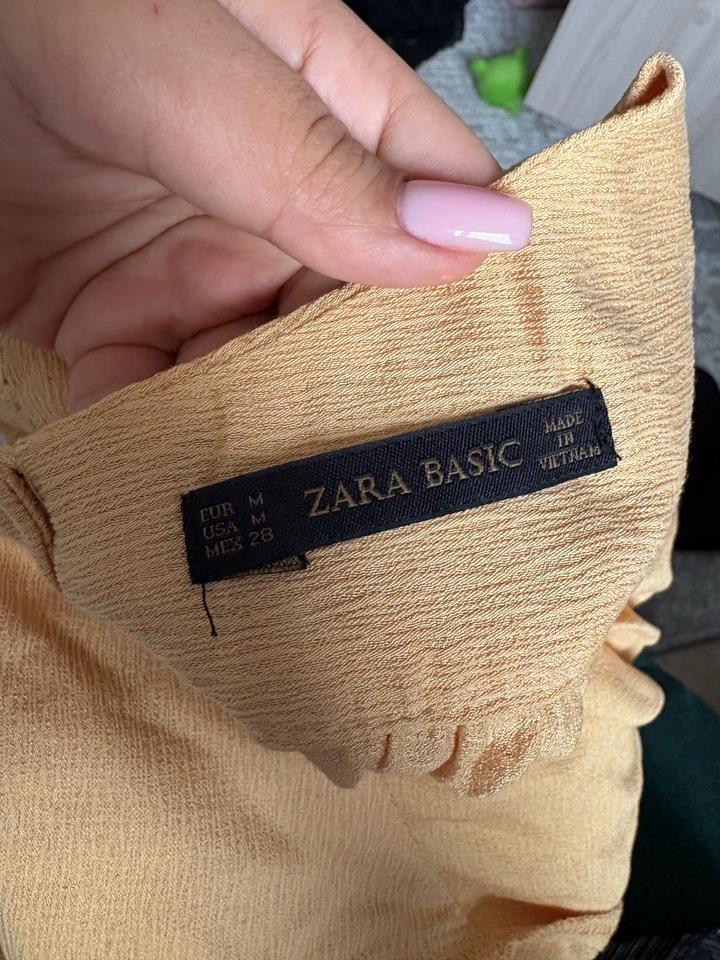 EUR M
USA M
MEX 28
ZARA BASIC
MADE
IN
VIETNAM